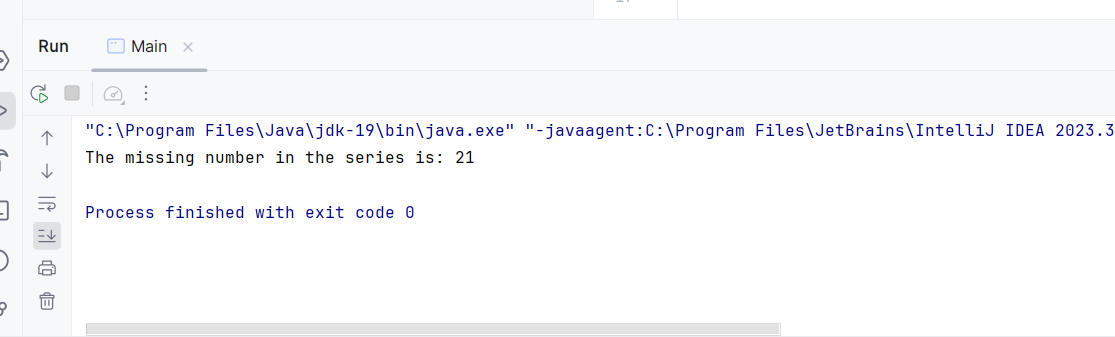 Run Main
"C:\Program Files\Java\jdk-19\bin\java.exe" "-javaagent:C:\Program Files\JetBrains\IntelliJ IDEA 2023.3
The missing number in the series is: 21
Process finished with exit code 0